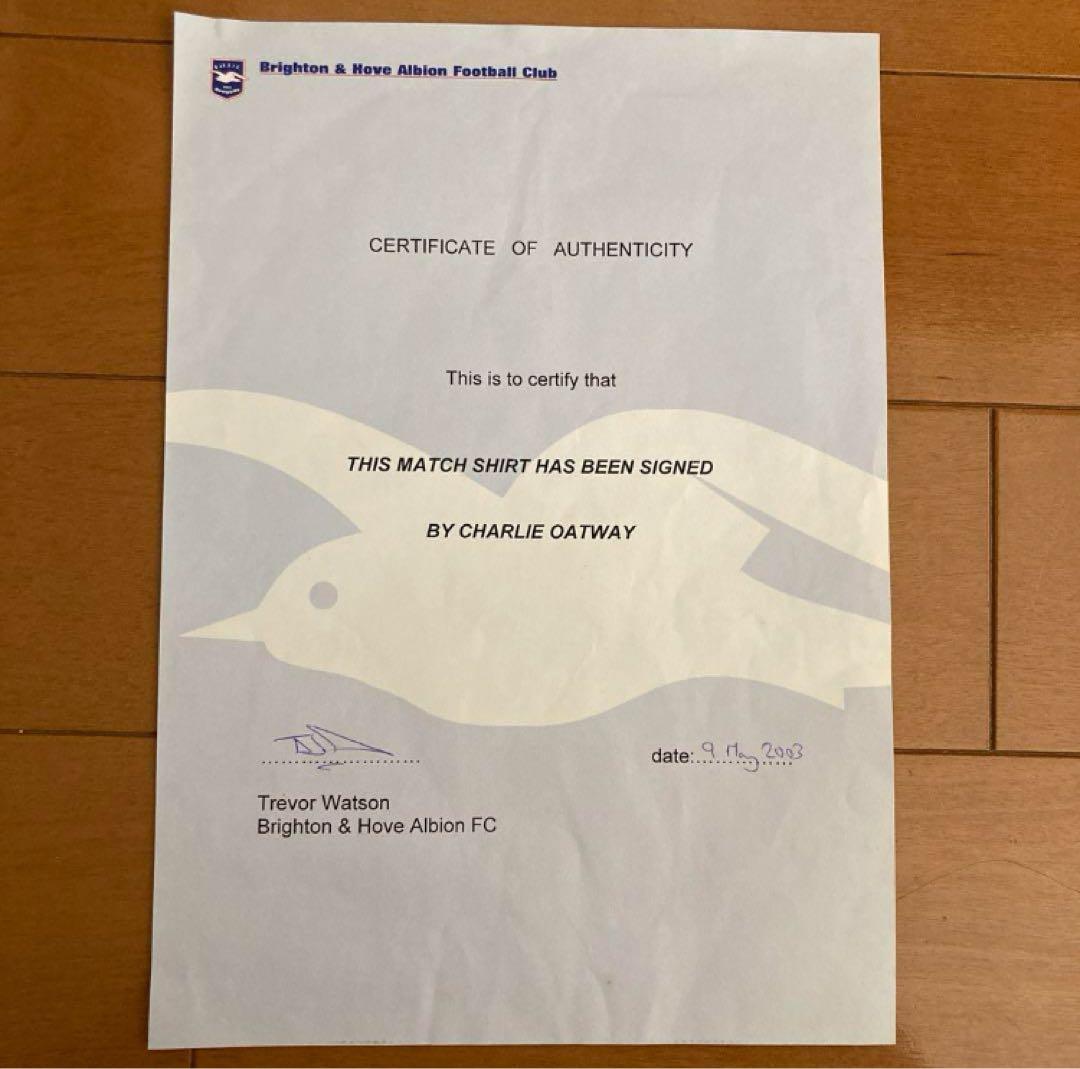 Brighton & Hove Albion Football Club
CERTIFICATE OF AUTHENTICITY
This is to certify that
THIS MATCH SHIRT HAS BEEN SIGNED
BY CHARLIE OATWAY
date: 9 May 2003
Trevor Watson
Brighton & Hove Albion FC